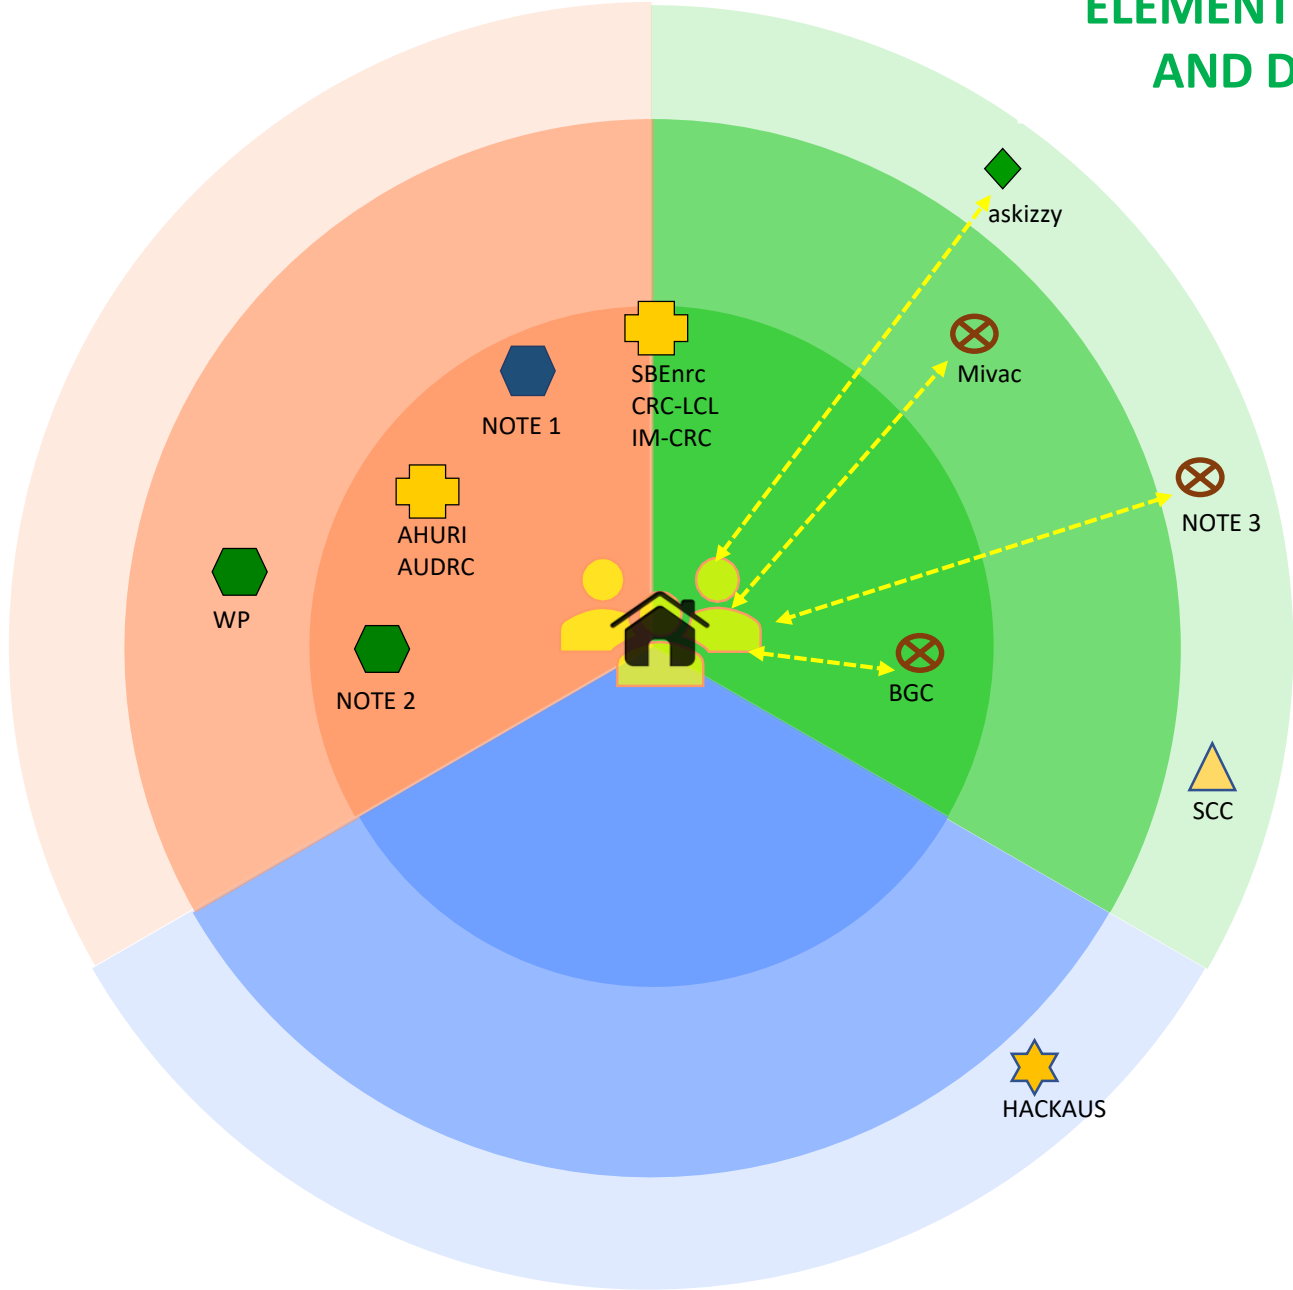 ELEMENT
AND D
askizzy
Mivac
SBEnrc
CRC-LCL
IM-CRC
NOTE 1
NOTE 3
AHURI
AUDRC
WP
NOTE 2
BGC
SCC
HACKAUS